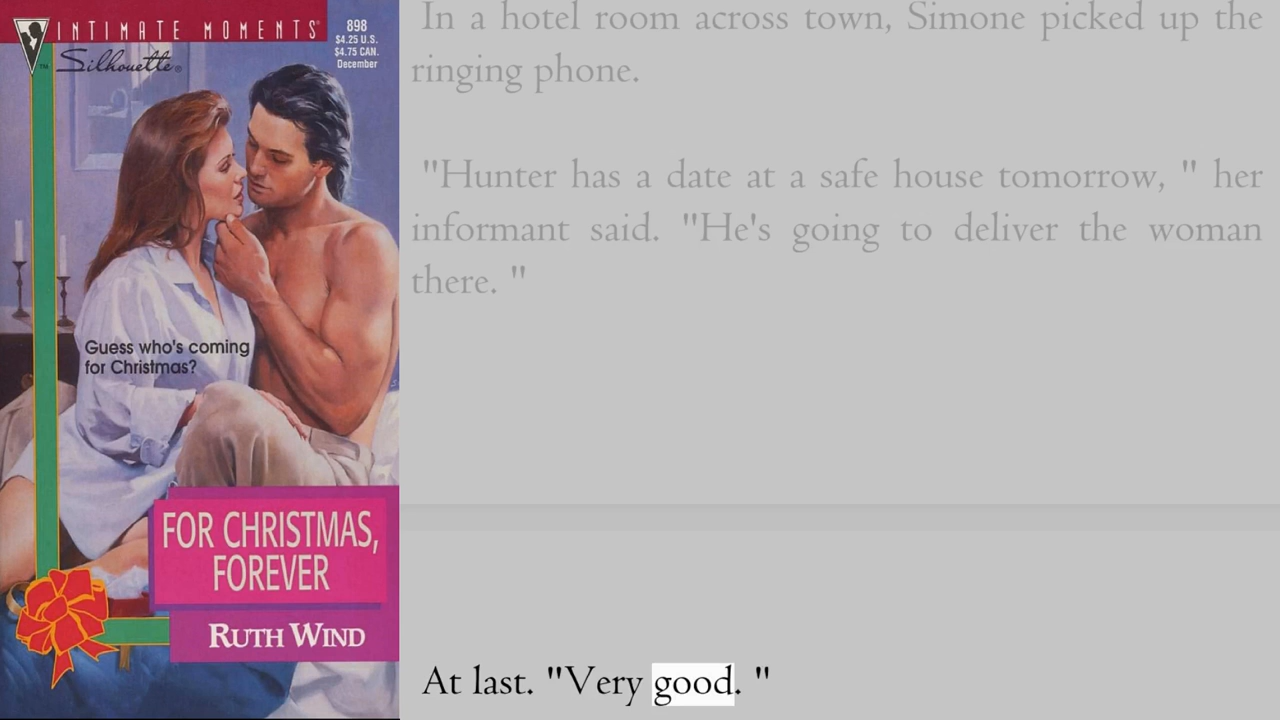 INTIMATE MOMENTS®
898
$4.25 U.S.
$4.75 CAN.
December
™
Silhouette®
Guess who's coming
for Christmas?
FOR CHRISTMAS,
FOREVER
RUTH WIND
In a hotel room across town, Simone picked up the
ringing phone.
"Hunter has a date at a safe house tomorrow, " her
informant said. "He's going to deliver the woman
there. "
At last. "Very good. "